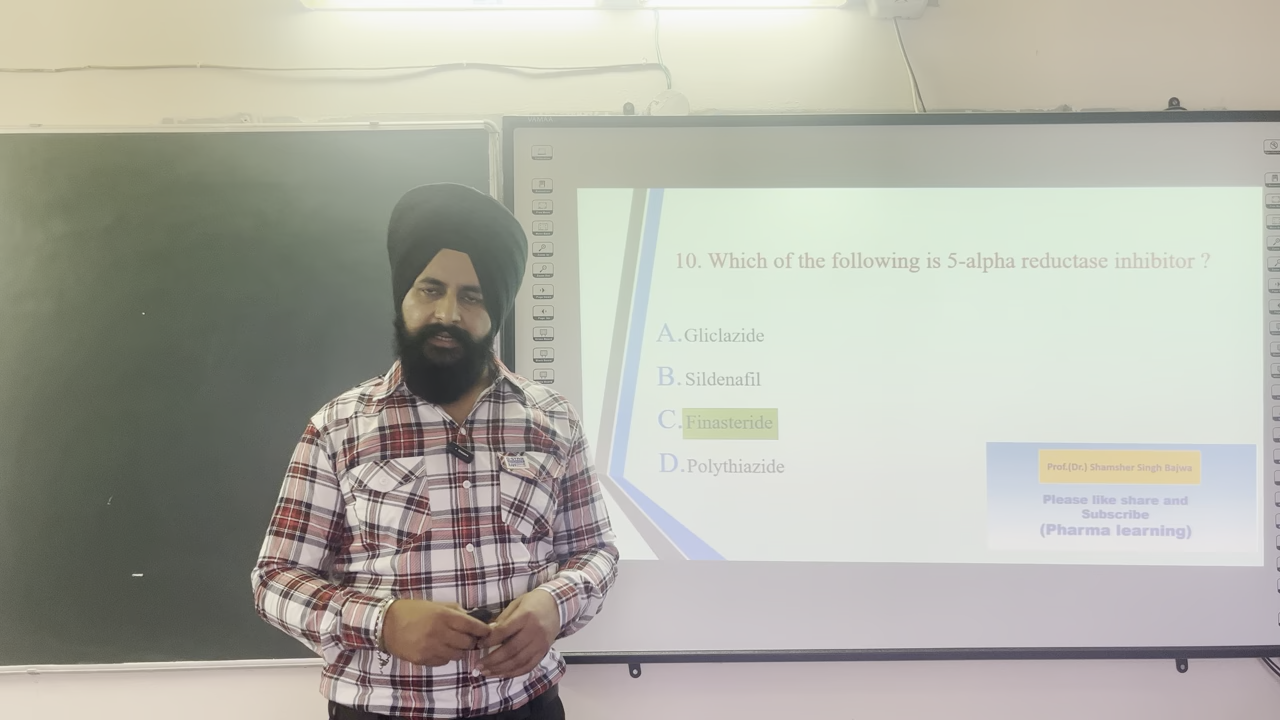 10. Which of the following is 5-alpha reductase inhibitor ?
A. Gliclazide
B. Sildenafil
C. Finasteride
D. Polythiazide
Prof.(Dr.) Shamsher Singh Bajwa
Please like share and
Subscribe
(Pharma learning)